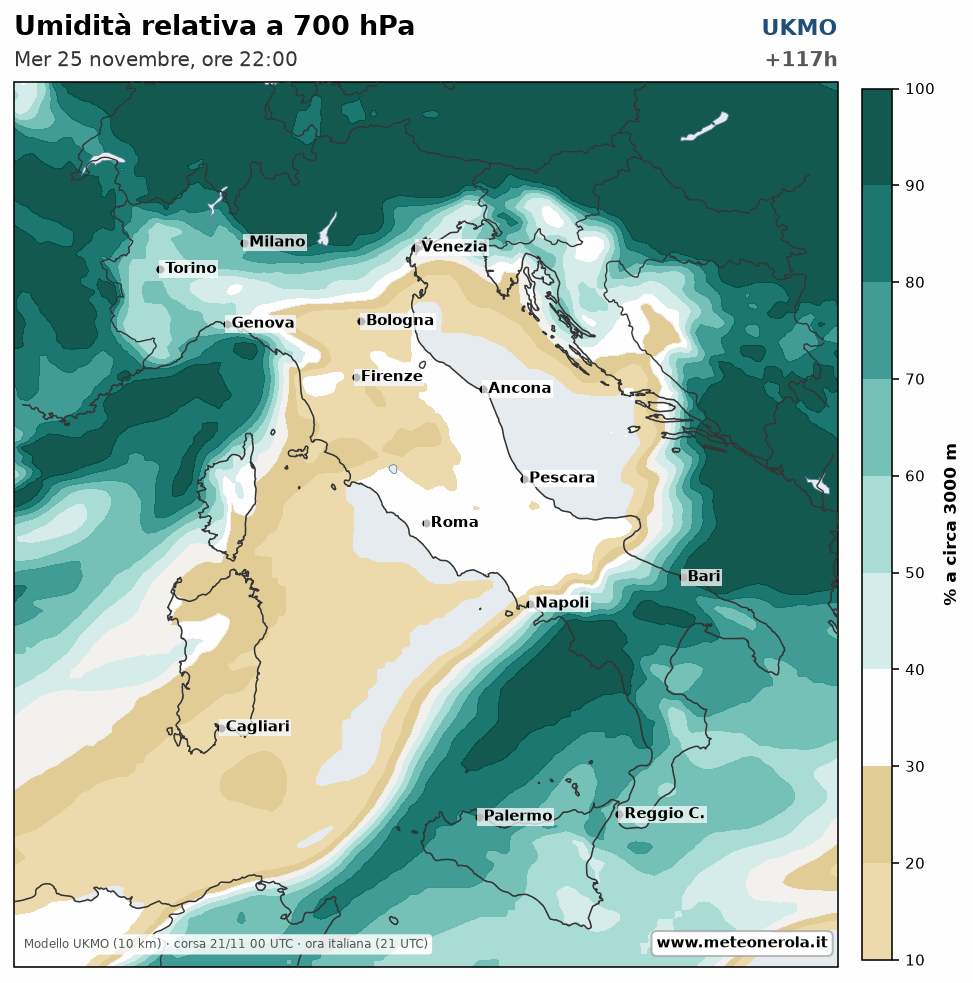 Umidità relativa a 700 hPa
UKMO
Mer 25 novembre, ore 22:00
+117h
100
90
80
70
60
50
40
30
20
10
% a circa 3000 m
Milano
Venezia
Torino
Genova
Bologna
Firenze
Ancona
Pescara
Roma
Bari
Napoli
Cagliari
Palermo
Reggio C.
Modello UKMO (10 km) · corsa 21/11 00 UTC · ora italiana (21 UTC)
www.meteonerola.it